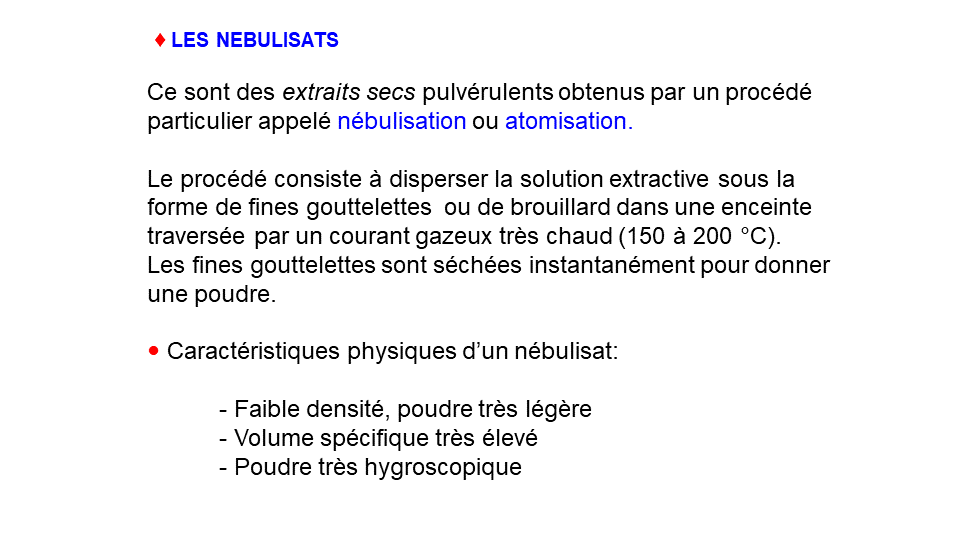 ♦ LES NEBULISATS
Ce sont des extraits secs pulvérulents obtenus par un procédé
particulier appelé nébulisation ou atomisation.
Le procédé consiste à disperser la solution extractive sous la
forme de fines gouttelettes ou de brouillard dans une enceinte
traversée par un courant gazeux très chaud (150 à 200 °C).
Les fines gouttelettes sont séchées instantanément pour donner
une poudre.
• Caractéristiques physiques d’un nébulisat:
- Faible densité, poudre très légère
- Volume spécifique très élevé
- Poudre très hygroscopique